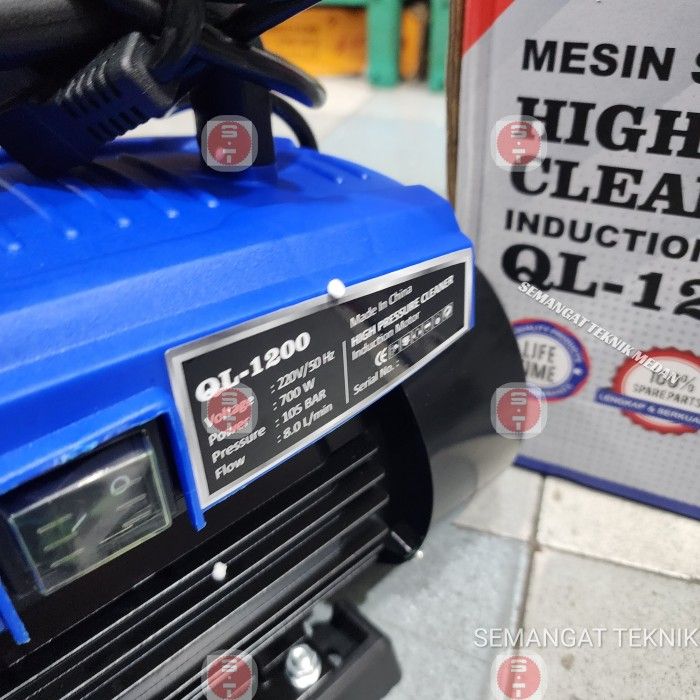 MESIN S
HIGH
CLEA
INDUCTION
QL-12
SEMANGAT TEKNIK MEDAN
LIFE
TIME
100%
SPAREPARTS
LENGKAP &
QL-1200
Voltage : 220V/50 Hz
Power : 700 W
Pressure : 105 BAR
Flow : 8.0 L/min
Made In China
HIGH PRESSURE CLEANER
Induction Motor
CE
Serial No. :
S-T
S-T
S-T
S-T
S-T
S-T
SEMANGAT TEKNIK